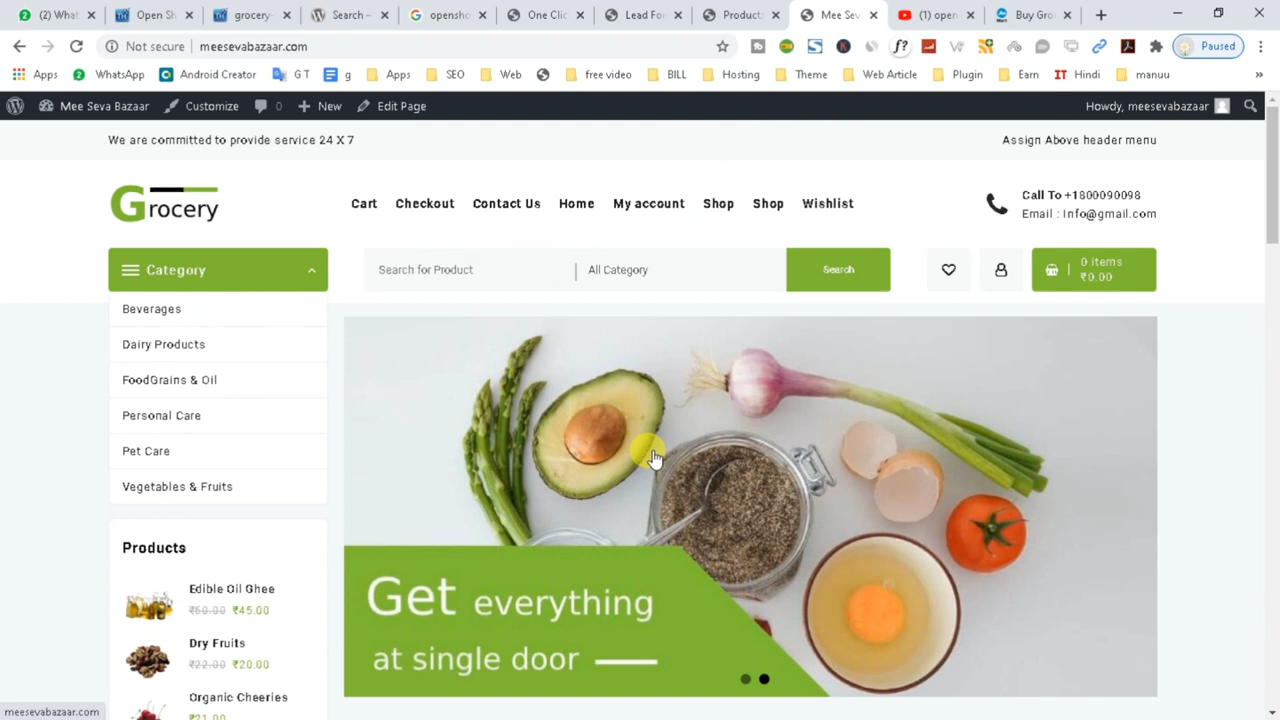 (2) What
Open Sh
grocery-
Search –
opensho
One Clic
Lead For
Product
Mee Sev
(1) open
Buy Gro
Not secure
meesevabazaar.com
f?
Paused
Apps
WhatsApp
Android Creator
G T
g
Apps
SEO
Web
free video
BILL
Hosting
Theme
Web Article
Plugin
Earn
IT Hindi
manuu
»
Mee Seva Bazaar
Customize
0
New
Edit Page
Howdy, meesevabazaar
We are committed to provide service 24 X 7
Assign Above header menu
Grocery
Cart
Checkout
Contact Us
Home
My account
Shop
Shop
Wishlist
Call To +1800090098
Email : Info@gmail.com
Category
Search for Product
All Category
Search
0 items
₹0.00
Beverages
Dairy Products
FoodGrains & Oil
Personal Care
Pet Care
Vegetables & Fruits
Products
Edible Oil Ghee
₹50.00 ₹45.00
Dry Fruits
₹22.00 ₹20.00
Organic Cheeries
₹21.00
Get everything
at single door
meesevabazaar.com